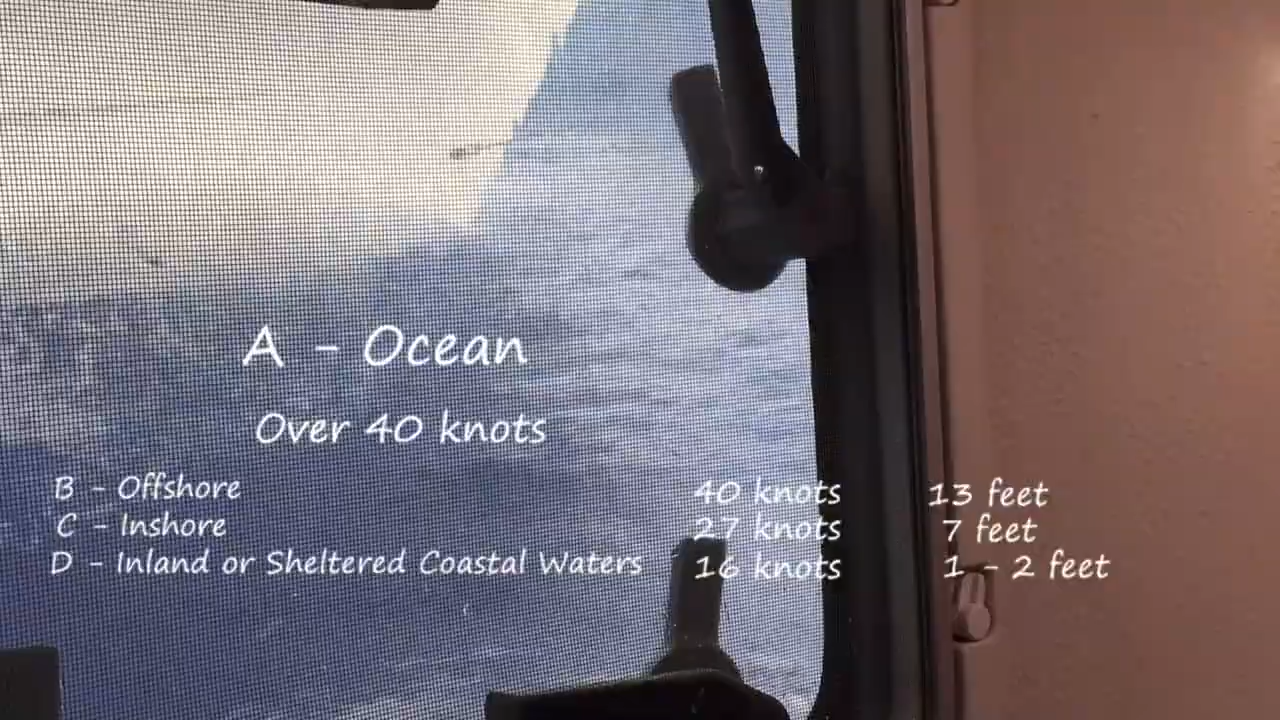 A - Ocean
Over 40 knots
B - Offshore 40 knots 13 feet
C - Inshore 27 knots 7 feet
D - Inland or Sheltered Coastal Waters 16 knots 1 - 2 feet